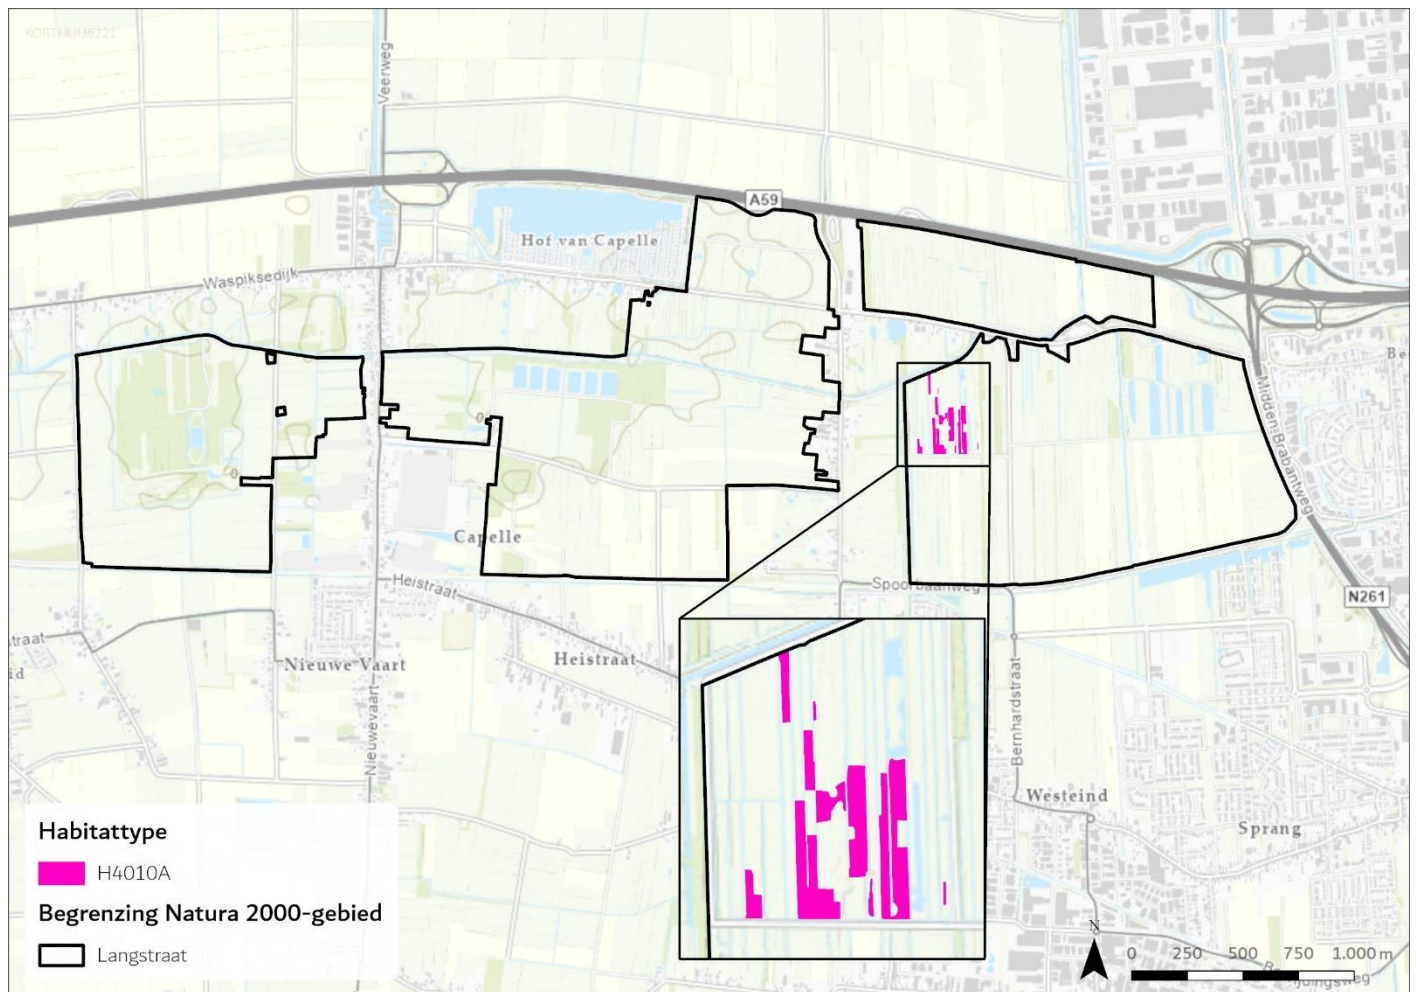 KORTHUU6221
Veerweg
A59
Hof van Capelle
Waspiksedijk
Be
Midden-Brabantweg
Capelle
Heistraat
Spoorbaanweg
N261
straat
id
Nieuwe Vaart
Heistraat
Nieuwevaart
Bernhardstraat
Westeind
Sprang
Habitattype
H4010A
Begrenzing Natura 2000-gebied
Langstraat
N
0 250 500 750 1.000 m